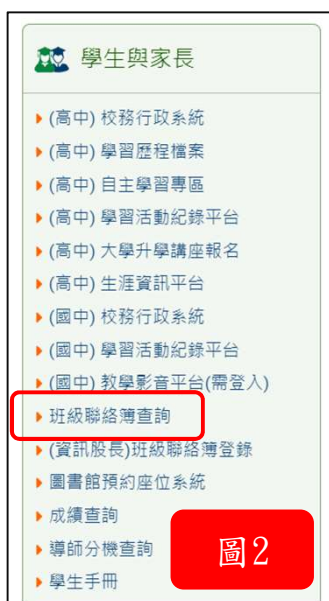 學生與家長
(高中) 校務行政系統
(高中) 學習歷程檔案
(高中) 自主學習專區
(高中) 學習活動紀錄平台
(高中) 大學升學講座報名
(高中) 生涯資訊平台
(國中) 校務行政系統
(國中) 學習活動紀錄平台
(國中) 教學影音平台(需登入)
班級聯絡簿查詢
(資訊股長)班級聯絡簿登錄
圖書館預約座位系統
成績查詢
導師分機查詢
學生手冊
圖2